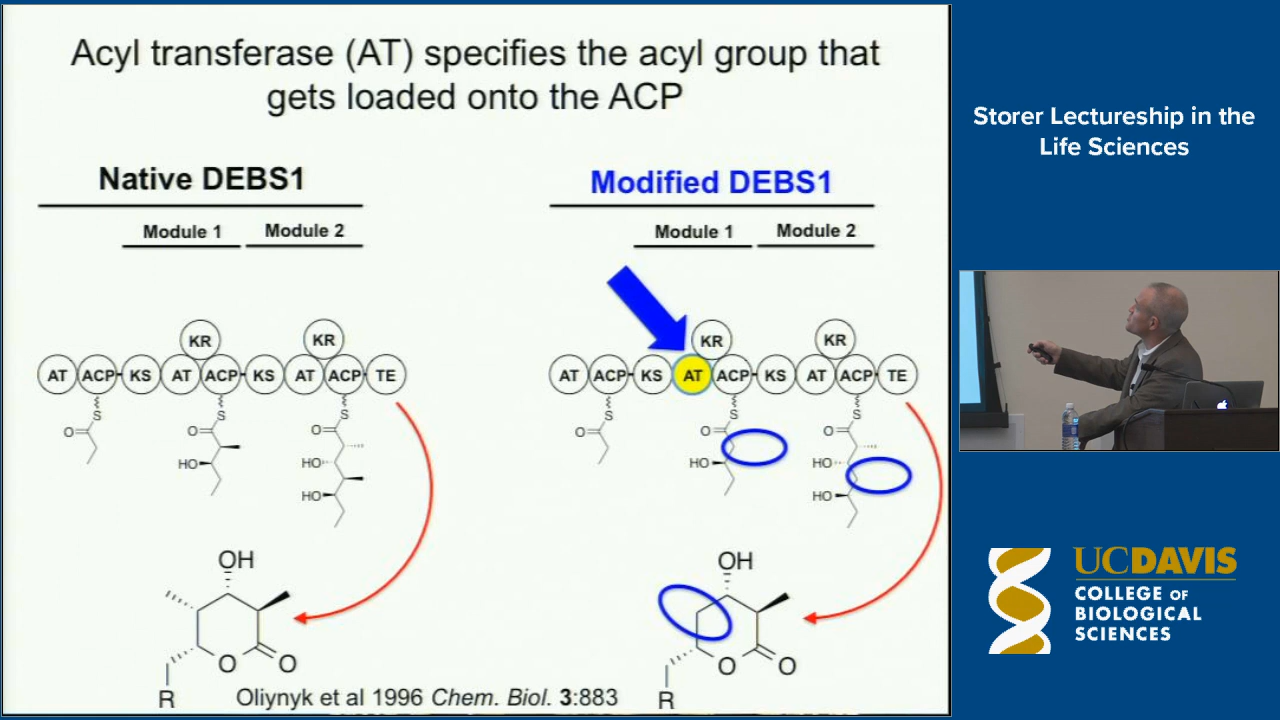 Acyl transferase (AT) specifies the acyl group that
gets loaded onto the ACP
Native DEBS1
Module 1 Module 2
KR KR
AT ACP KS AT ACP KS AT ACP TE
S S S
O O O
HO HO
HO
OH
O O
R
Modified DEBS1
Module 1 Module 2
KR KR
AT ACP KS AT ACP KS AT ACP TE
S S S
O O O
HO HO
HO
OH
O O
R
Oliynyk et al 1996 Chem. Biol. 3:883
Storer Lectureship in the
Life Sciences
UCDAVIS
COLLEGE OF
BIOLOGICAL
SCIENCES